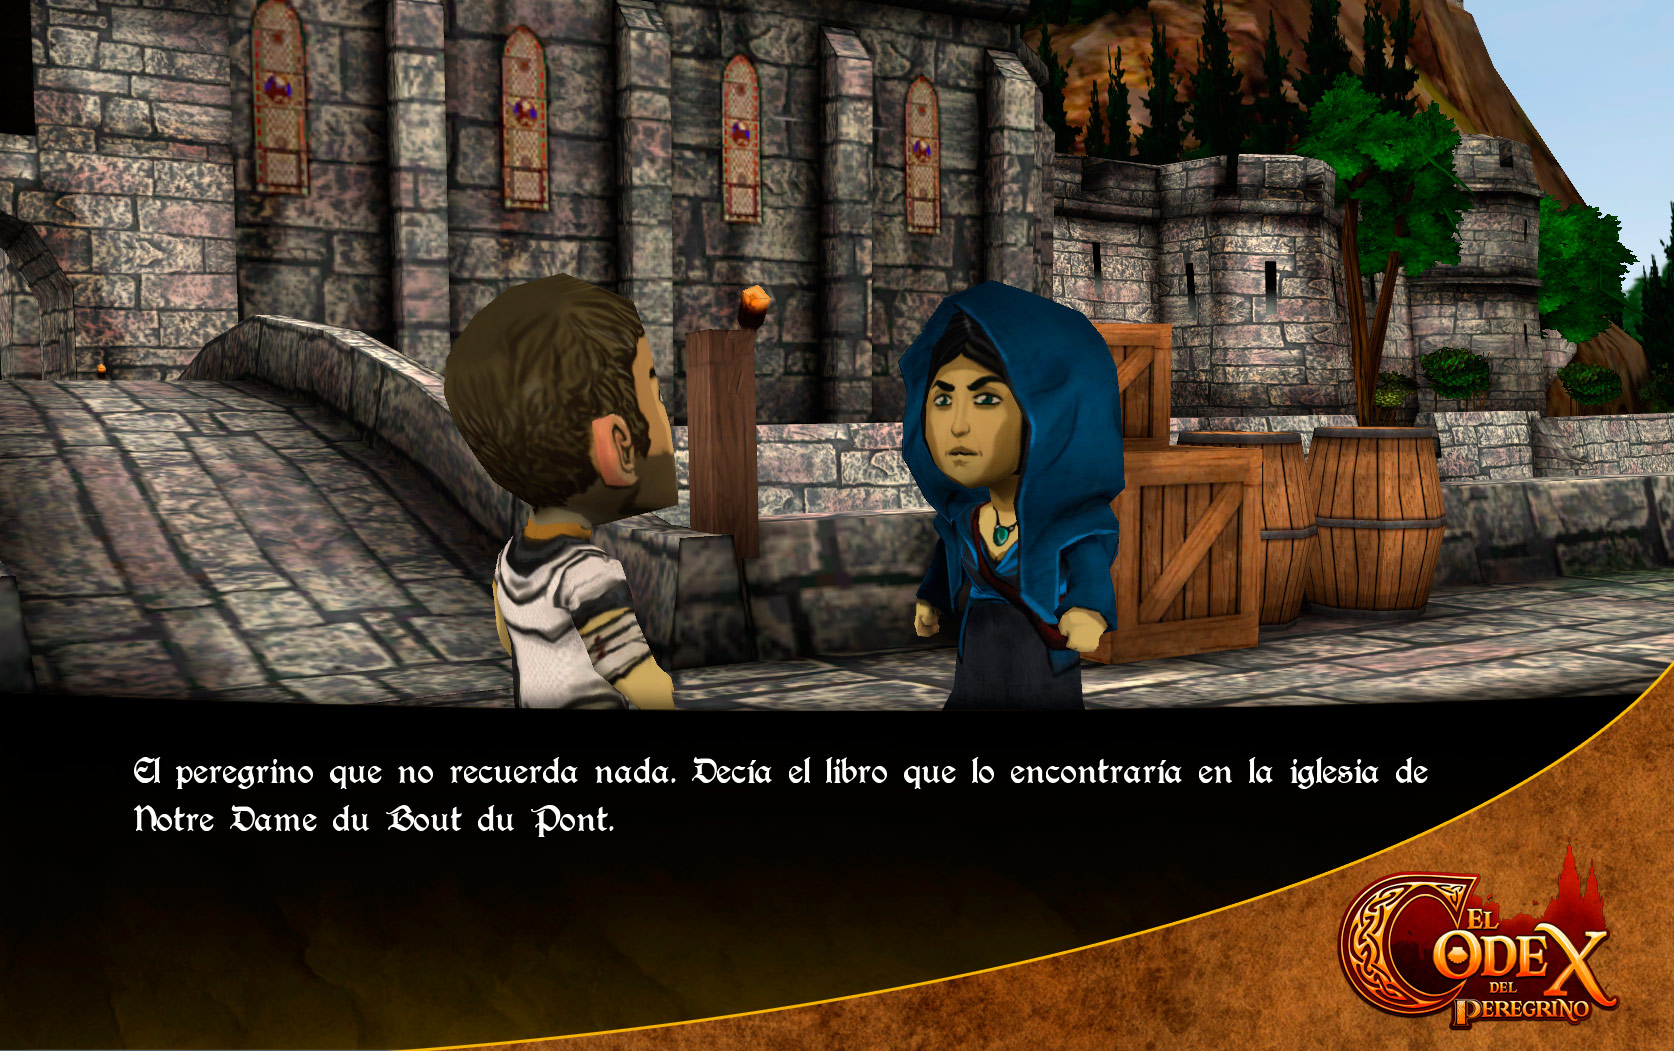 El peregrino que no recuerda nada. Decía el libro que lo encontraría en la iglesia de
Notre Dame du Bout du Pont.
EL
CODEX
DEL
PEREGRINO